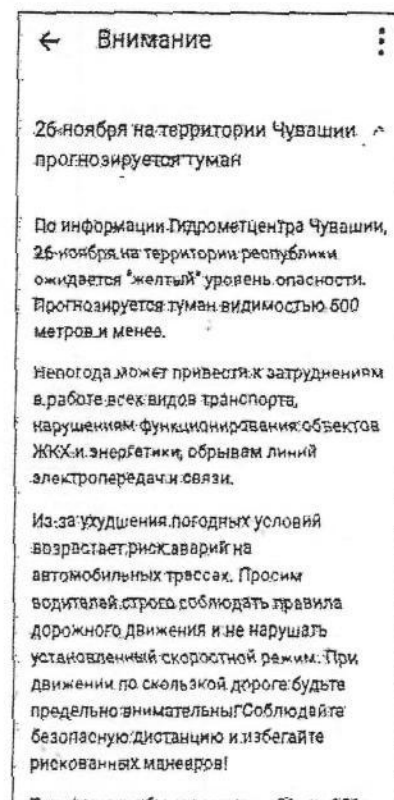 Внимание
26 ноября на территории Чувашии
прогнозируется туман
По информации Гидрометцентра Чувашии,
26 ноября на территории республики
ожидается "желтый" уровень опасности.
Прогнозируется туман видимостью 500
метров и менее.
Непогода может привести к затруднениям
в работе всех видов транспорта,
нарушениям функционирования объектов
ЖКХ и энергетики, обрывам линий
электропередач и связи.
Из-за ухудшения погодных условий
возрастает риск аварий на
автомобильных трассах. Просим
водителей строго соблюдать правила
дорожного движения и не нарушать
установленный скоростной режим. При
движении по скользкой дороге будьте
предельно внимательны! Соблюдайте
безопасную дистанцию и избегайте
рискованных маневров!